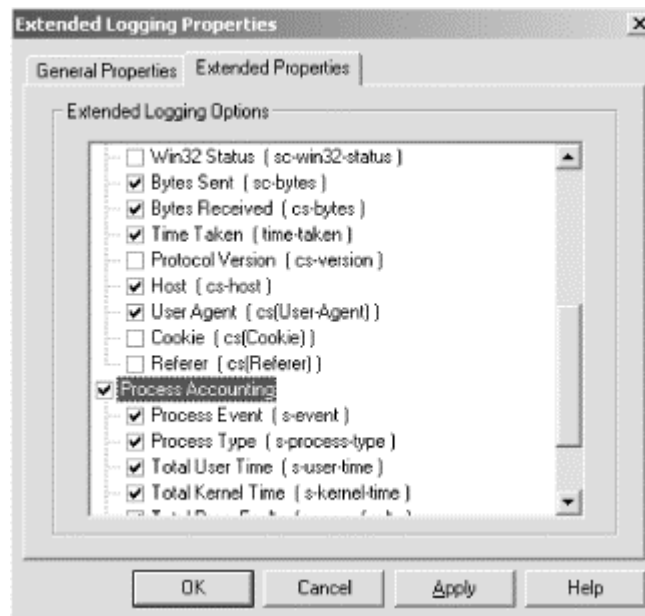 Extended Logging Properties
General Properties
Extended Properties
Extended Logging Options
Win32 Status ( sc-win32-status )
Bytes Sent ( sc-bytes )
Bytes Received ( cs-bytes )
Time Taken ( time-taken )
Protocol Version ( cs-version )
Host ( cs-host )
User Agent ( cs(User-Agent) )
Cookie ( cs(Cookie) )
Referer ( cs(Referer) )
Process Accounting
Process Event ( s-event )
Process Type ( s-process-type )
Total User Time ( s-user-time )
Total Kernel Time ( s-kernel-time )
OK
Cancel
Apply
Help